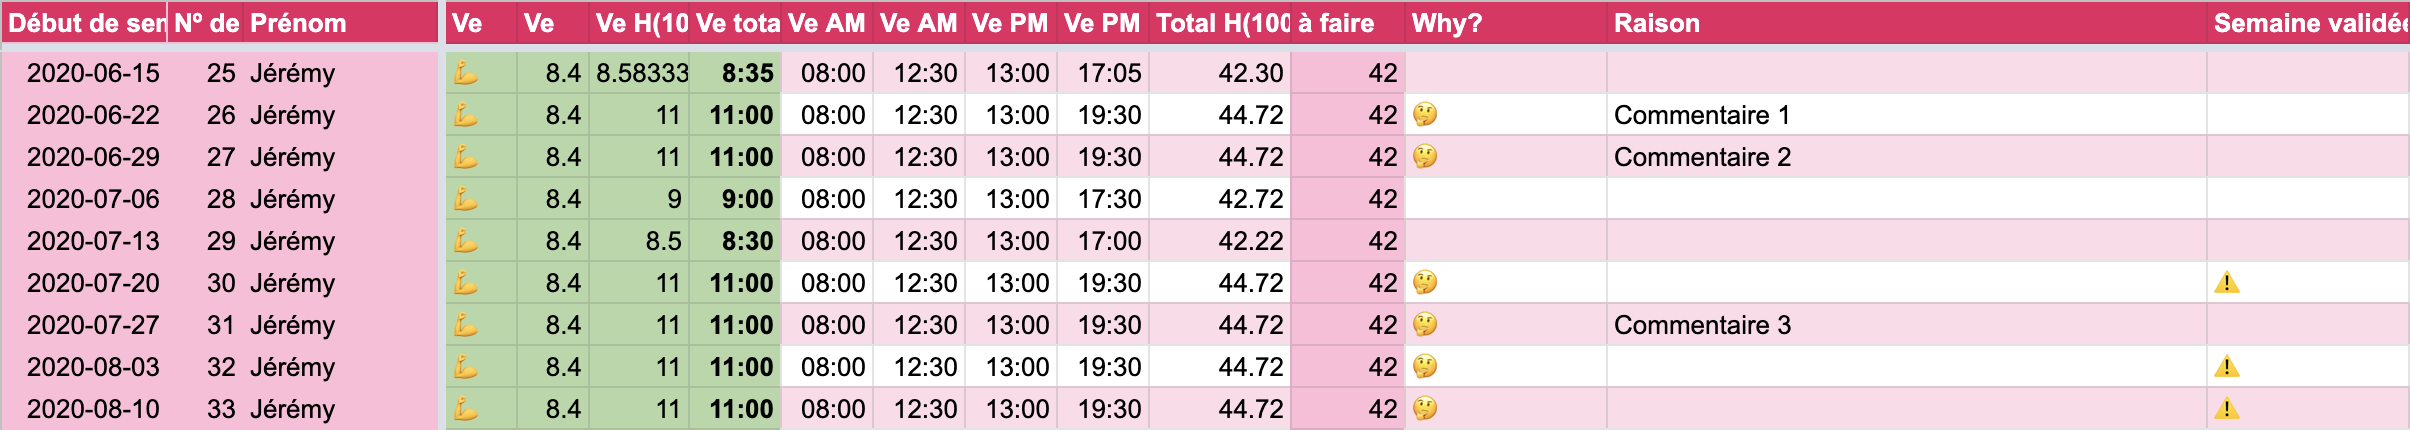 Début de sen Nº de Prénom Ve Ve Ve H(10 Ve tota Ve AM Ve AM Ve PM Ve PM Total H(100 à faire Why? Raison Semaine validée
2020-06-15 25 Jérémy 💪 8.4 8.58333 8:35 08:00 12:30 13:00 17:05 42.30 42
2020-06-22 26 Jérémy 💪 8.4 11 11:00 08:00 12:30 13:00 19:30 44.72 42 🤔 Commentaire 1
2020-06-29 27 Jérémy 💪 8.4 11 11:00 08:00 12:30 13:00 19:30 44.72 42 🤔 Commentaire 2
2020-07-06 28 Jérémy 💪 8.4 9 9:00 08:00 12:30 13:00 17:30 42.72 42
2020-07-13 29 Jérémy 💪 8.4 8.5 8:30 08:00 12:30 13:00 17:00 42.22 42
2020-07-20 30 Jérémy 💪 8.4 11 11:00 08:00 12:30 13:00 19:30 44.72 42 🤔 ⚠️
2020-07-27 31 Jérémy 💪 8.4 11 11:00 08:00 12:30 13:00 19:30 44.72 42 🤔 Commentaire 3
2020-08-03 32 Jérémy 💪 8.4 11 11:00 08:00 12:30 13:00 19:30 44.72 42 🤔 ⚠️
2020-08-10 33 Jérémy 💪 8.4 11 11:00 08:00 12:30 13:00 19:30 44.72 42 🤔 ⚠️